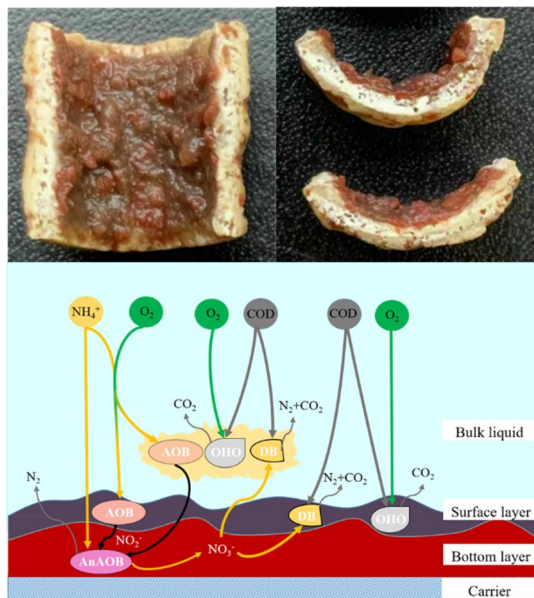 NH₄⁺ O₂ O₂ COD COD O₂
CO₂ N₂+CO₂
Bulk liquid
AOB OHO DB
N₂ N₂+CO₂ CO₂
AOB DB OHO Surface layer
NO₂⁻
AnAOB NO₃⁻ Bottom layer
Carrier